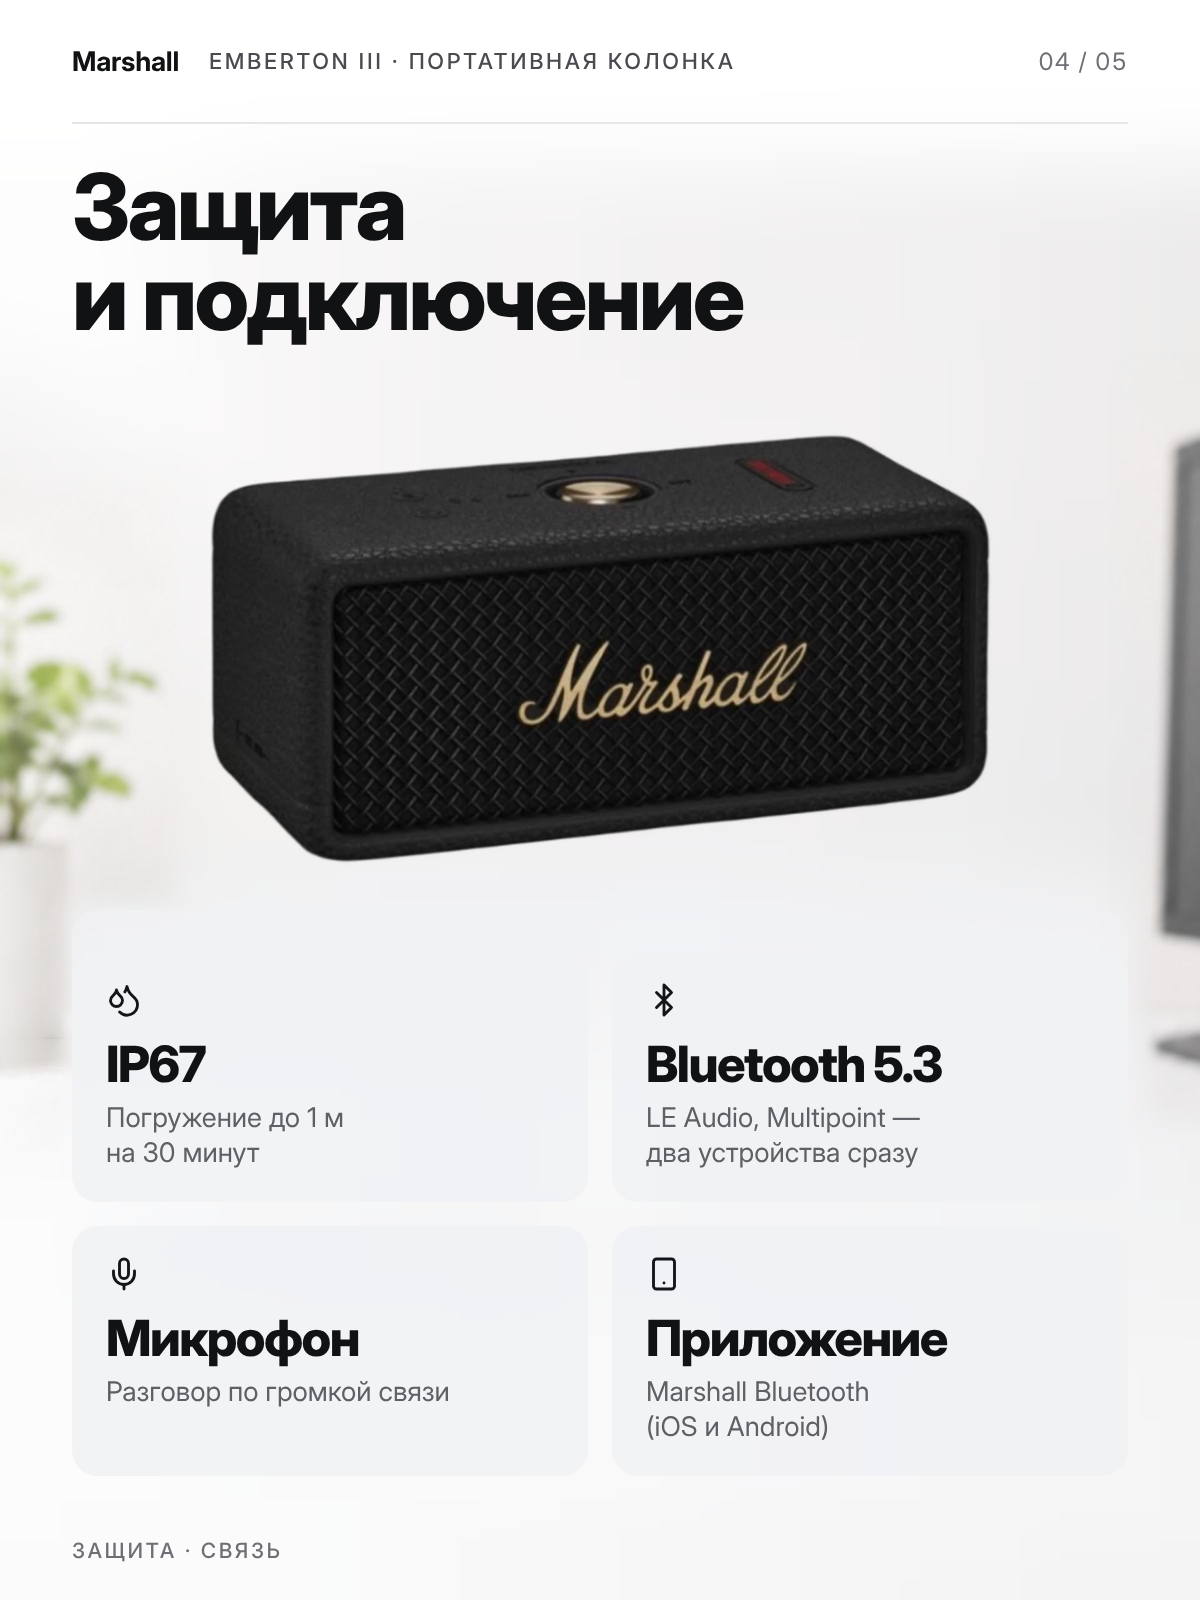 Marshall EMBERTON III · ПОРТАТИВНАЯ КОЛОНКА 04 / 05
Защита
и подключение
Marshall
IP67
Погружение до 1 м
на 30 минут
Bluetooth 5.3
LE Audio, Multipoint —
два устройства сразу
Микрофон
Разговор по громкой связи
Приложение
Marshall Bluetooth
(iOS и Android)
ЗАЩИТА · СВЯЗЬ